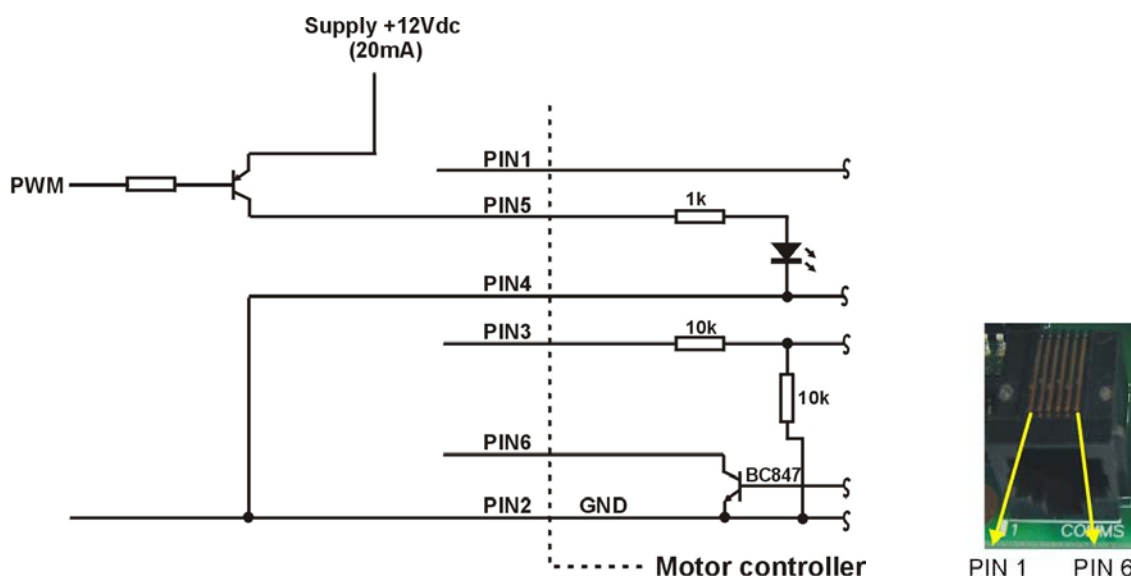 Supply +12Vdc
(20mA)
PWM
PIN1
PIN5
1k
PIN4
PIN3
10k
10k
PIN6
BC847
PIN2
GND
Motor controller
1
COMMS
PIN 1
PIN 6